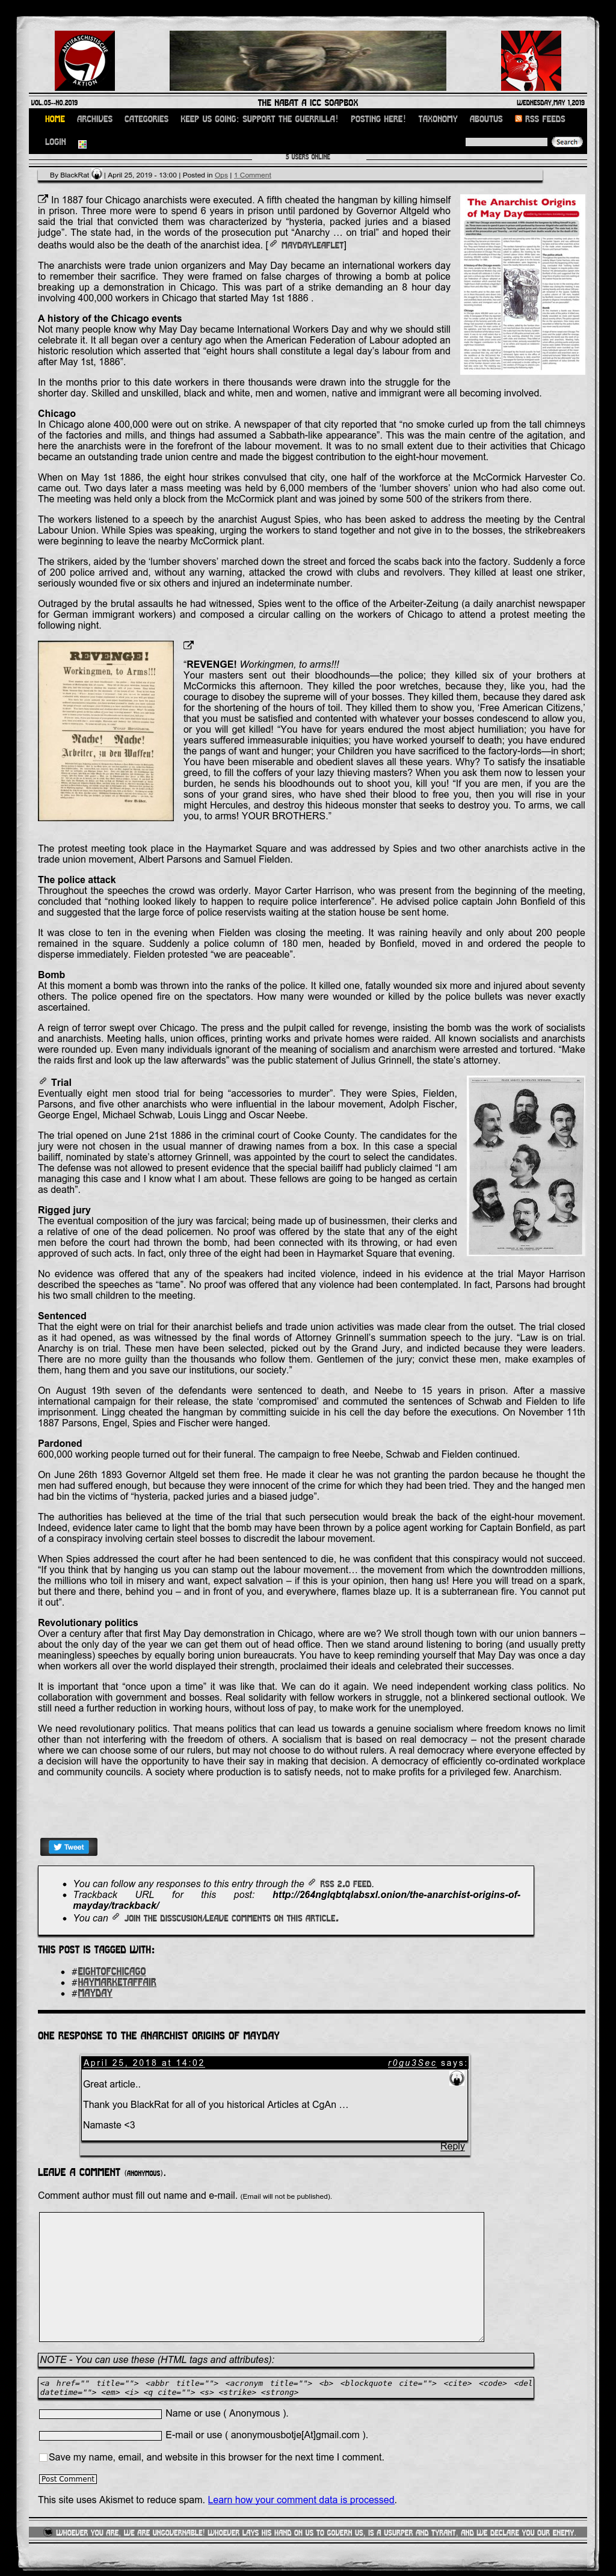 ANTIFASCHISTISCHE
AKTION
VOL.05--NO.2019
THE NABAT A ICC SOAPBOX
WEDNESDAY,MAY 1,2019
HOME ARCHIVES CATEGORIES KEEP US GOING: SUPPORT THE GUERRILLA! POSTING HERE! TAXONOMY ABOUTUS RSS FEEDS
LOGIN
Search
5 USERS ONLINE
By BlackRat | April 25, 2019 - 13:00 | Posted in Ops | 1 Comment
In 1887 four Chicago anarchists were executed. A fifth cheated the hangman by killing himself
in prison. Three more were to spend 6 years in prison until pardoned by Governor Altgeld who
said the trial that convicted them was characterized by “hysteria, packed juries and a biased
judge”. The state had, in the words of the prosecution put “Anarchy … on trial” and hoped their
deaths would also be the death of the anarchist idea. [ MAYDAYLEAFLET]
The Anarchist Origins
of May Day
The anarchists were trade union organizers and May Day became an international workers day
to remember their sacrifice. They were framed on false charges of throwing a bomb at police
breaking up a demonstration in Chicago. This was part of a strike demanding an 8 hour day
involving 400,000 workers in Chicago that started May 1st 1886 .
A history of the Chicago events
Not many people know why May Day became International Workers Day and why we should still
celebrate it. It all began over a century ago when the American Federation of Labour adopted an
historic resolution which asserted that “eight hours shall constitute a legal day’s labour from and
after May 1st, 1886”.
In the months prior to this date workers in there thousands were drawn into the struggle for the
shorter day. Skilled and unskilled, black and white, men and women, native and immigrant were all becoming involved.
Chicago
In Chicago alone 400,000 were out on strike. A newspaper of that city reported that “no smoke curled up from the tall chimneys
of the factories and mills, and things had assumed a Sabbath-like appearance”. This was the main centre of the agitation, and
here the anarchists were in the forefront of the labour movement. It was to no small extent due to their activities that Chicago
became an outstanding trade union centre and made the biggest contribution to the eight-hour movement.
When on May 1st 1886, the eight hour strikes convulsed that city, one half of the workforce at the McCormick Harvester Co.
came out. Two days later a mass meeting was held by 6,000 members of the ‘lumber shovers’ union who had also come out.
The meeting was held only a block from the McCormick plant and was joined by some 500 of the strikers from there.
The workers listened to a speech by the anarchist August Spies, who has been asked to address the meeting by the Central
Labour Union. While Spies was speaking, urging the workers to stand together and not give in to the bosses, the strikebreakers
were beginning to leave the nearby McCormick plant.
The strikers, aided by the ‘lumber shovers’ marched down the street and forced the scabs back into the factory. Suddenly a force
of 200 police arrived and, without any warning, attacked the crowd with clubs and revolvers. They killed at least one striker,
seriously wounded five or six others and injured an indeterminate number.
Outraged by the brutal assaults he had witnessed, Spies went to the office of the Arbeiter-Zeitung (a daily anarchist newspaper
for German immigrant workers) and composed a circular calling on the workers of Chicago to attend a protest meeting the
following night.
REVENGE!
Workingmen, to Arms!!!
Rache! Rache!
Arbeiter, zu den Waffen!
“REVENGE! Workingmen, to arms!!!
Your masters sent out their bloodhounds—the police; they killed six of your brothers at
McCormicks this afternoon. They killed the poor wretches, because they, like you, had the
courage to disobey the supreme will of your bosses. They killed them, because they dared ask
for the shortening of the hours of toil. They killed them to show you, ‘Free American Citizens,’
that you must be satisfied and contented with whatever your bosses condescend to allow you,
or you will get killed! “You have for years endured the most abject humiliation; you have for
years suffered immeasurable iniquities; you have worked yourself to death; you have endured
the pangs of want and hunger; your Children you have sacrificed to the factory-lords—in short;
You have been miserable and obedient slaves all these years. Why? To satisfy the insatiable
greed, to fill the coffers of your lazy thieving masters? When you ask them now to lessen your
burden, he sends his bloodhounds out to shoot you, kill you! “If you are men, if you are the
sons of your grand sires, who have shed their blood to free you, then you will rise in your
might Hercules, and destroy this hideous monster that seeks to destroy you. To arms, we call
you, to arms! YOUR BROTHERS.”
The protest meeting took place in the Haymarket Square and was addressed by Spies and two other anarchists active in the
trade union movement, Albert Parsons and Samuel Fielden.
The police attack
Throughout the speeches the crowd was orderly. Mayor Carter Harrison, who was present from the beginning of the meeting,
concluded that “nothing looked likely to happen to require police interference”. He advised police captain John Bonfield of this
and suggested that the large force of police reservists waiting at the station house be sent home.
It was close to ten in the evening when Fielden was closing the meeting. It was raining heavily and only about 200 people
remained in the square. Suddenly a police column of 180 men, headed by Bonfield, moved in and ordered the people to
disperse immediately. Fielden protested “we are peaceable”.
Bomb
At this moment a bomb was thrown into the ranks of the police. It killed one, fatally wounded six more and injured about seventy
others. The police opened fire on the spectators. How many were wounded or killed by the police bullets was never exactly
ascertained.
A reign of terror swept over Chicago. The press and the pulpit called for revenge, insisting the bomb was the work of socialists
and anarchists. Meeting halls, union offices, printing works and private homes were raided. All known socialists and anarchists
were rounded up. Even many individuals ignorant of the meaning of socialism and anarchism were arrested and tortured. “Make
the raids first and look up the law afterwards” was the public statement of Julius Grinnell, the state’s attorney.
Trial
Eventually eight men stood trial for being “accessories to murder”. They were Spies, Fielden,
Parsons, and five other anarchists who were influential in the labour movement, Adolph Fischer,
George Engel, Michael Schwab, Louis Lingg and Oscar Neebe.
The trial opened on June 21st 1886 in the criminal court of Cooke County. The candidates for the
jury were not chosen in the usual manner of drawing names from a box. In this case a special
bailiff, nominated by state’s attorney Grinnell, was appointed by the court to select the candidates.
The defense was not allowed to present evidence that the special bailiff had publicly claimed “I am
managing this case and I know what I am about. These fellows are going to be hanged as certain
as death”.
Rigged jury
The eventual composition of the jury was farcical; being made up of businessmen, their clerks and
a relative of one of the dead policemen. No proof was offered by the state that any of the eight
men before the court had thrown the bomb, had been connected with its throwing, or had even
approved of such acts. In fact, only three of the eight had been in Haymarket Square that evening.
No evidence was offered that any of the speakers had incited violence, indeed in his evidence at the trial Mayor Harrison
described the speeches as “tame”. No proof was offered that any violence had been contemplated. In fact, Parsons had brought
his two small children to the meeting.
Sentenced
That the eight were on trial for their anarchist beliefs and trade union activities was made clear from the outset. The trial closed
as it had opened, as was witnessed by the final words of Attorney Grinnell’s summation speech to the jury. “Law is on trial.
Anarchy is on trial. These men have been selected, picked out by the Grand Jury, and indicted because they were leaders.
There are no more guilty than the thousands who follow them. Gentlemen of the jury; convict these men, make examples of
them, hang them and you save our institutions, our society.”
On August 19th seven of the defendants were sentenced to death, and Neebe to 15 years in prison. After a massive
international campaign for their release, the state ‘compromised’ and commuted the sentences of Schwab and Fielden to life
imprisonment. Lingg cheated the hangman by committing suicide in his cell the day before the executions. On November 11th
1887 Parsons, Engel, Spies and Fischer were hanged.
Pardoned
600,000 working people turned out for their funeral. The campaign to free Neebe, Schwab and Fielden continued.
On June 26th 1893 Governor Altgeld set them free. He made it clear he was not granting the pardon because he thought the
men had suffered enough, but because they were innocent of the crime for which they had been tried. They and the hanged men
had bin the victims of “hysteria, packed juries and a biased judge”.
The authorities has believed at the time of the trial that such persecution would break the back of the eight-hour movement.
Indeed, evidence later came to light that the bomb may have been thrown by a police agent working for Captain Bonfield, as part
of a conspiracy involving certain steel bosses to discredit the labour movement.
When Spies addressed the court after he had been sentenced to die, he was confident that this conspiracy would not succeed.
“If you think that by hanging us you can stamp out the labour movement… the movement from which the downtrodden millions,
the millions who toil in misery and want, expect salvation – if this is your opinion, then hang us! Here you will tread on a spark,
but there and there, behind you – and in front of you, and everywhere, flames blaze up. It is a subterranean fire. You cannot put
it out”.
Revolutionary politics
Over a century after that first May Day demonstration in Chicago, where are we? We stroll though town with our union banners –
about the only day of the year we can get them out of head office. Then we stand around listening to boring (and usually pretty
meaningless) speeches by equally boring union bureaucrats. You have to keep reminding yourself that May Day was once a day
when workers all over the world displayed their strength, proclaimed their ideals and celebrated their successes.
It is important that “once upon a time” it was like that. We can do it again. We need independent working class politics. No
collaboration with government and bosses. Real solidarity with fellow workers in struggle, not a blinkered sectional outlook. We
still need a further reduction in working hours, without loss of pay, to make work for the unemployed.
We need revolutionary politics. That means politics that can lead us towards a genuine socialism where freedom knows no limit
other than not interfering with the freedom of others. A socialism that is based on real democracy – not the present charade
where we can choose some of our rulers, but may not choose to do without rulers. A real democracy where everyone effected by
a decision will have the opportunity to have their say in making that decision. A democracy of efficiently co-ordinated workplace
and community councils. A society where production is to satisfy needs, not to make profits for a privileged few. Anarchism.
Tweet
You can follow any responses to this entry through the RSS 2.0 FEED.
Trackback URL for this post: http://264nglqbtqlabsxl.onion/the-anarchist-origins-of-
mayday/trackback/
You can JOIN THE DISSCUSION/LEAVE COMMENTS ON THIS ARTICLE.
THIS POST IS TAGGED WITH:
#EIGHTOFCHICAGO
#HAYMARKETAFFAIR
#MAYDAY
ONE RESPONSE TO THE ANARCHIST ORIGINS OF MAYDAY
April 25, 2018 at 14:02
r0gu3Sec says:
Great article..
Thank you BlackRat for all of you historical Articles at CgAn …
Namaste <3
Reply
LEAVE A COMMENT (ANONYMOUS).
Comment author must fill out name and e-mail. (Email will not be published).
NOTE - You can use these (HTML tags and attributes):
<a href="" title=""> <abbr title=""> <acronym title=""> <b> <blockquote cite=""> <cite> <code> <del
datetime=""> <em> <i> <q cite=""> <s> <strike> <strong>
Name or use ( Anonymous ).
E-mail or use ( anonymousbotje[At]gmail.com ).
Save my name, email, and website in this browser for the next time I comment.
Post Comment
This site uses Akismet to reduce spam. Learn how your comment data is processed.
WHOEVER YOU ARE, WE ARE UNGOVERNABLE! WHOEVER LAYS HIS HAND ON US TO GOVERN US, IS A USURPER AND TYRANT, AND WE DECLARE YOU OUR ENEMY.